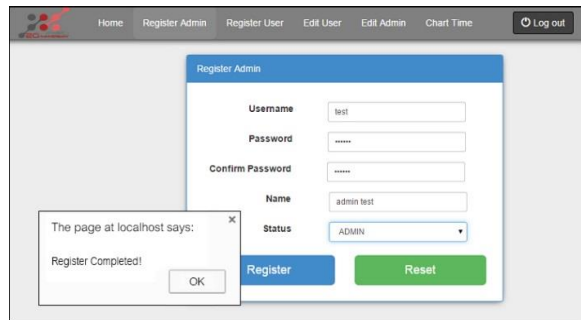 Home Register Admin Register User Edit User Edit Admin Chart Time Log out
Register Admin
Username test
Password ••••••
Confirm Password ••••••
Name admin test
Status ADMIN
Register Reset
The page at localhost says: ×
Register Completed!
OK